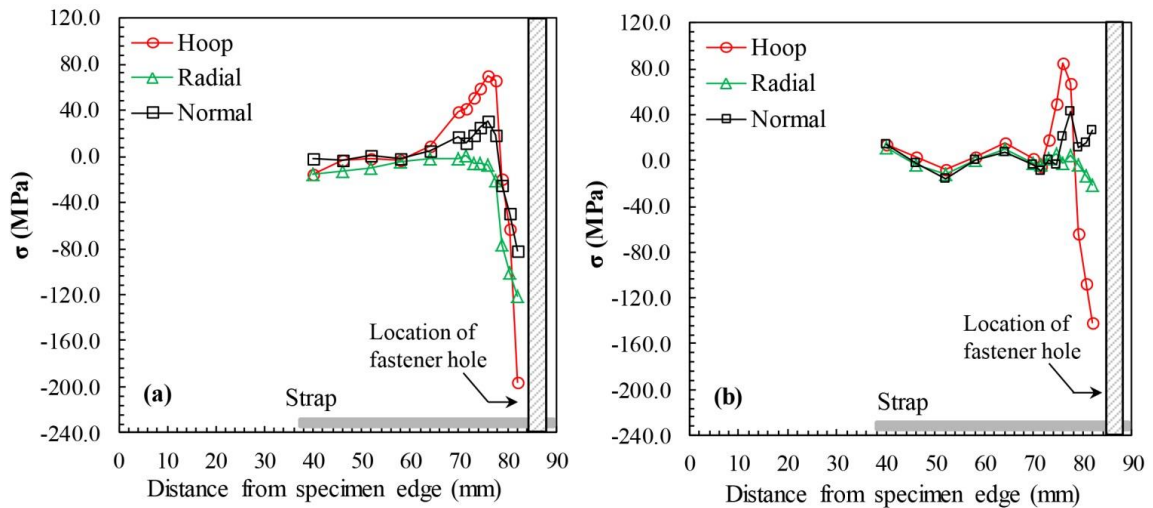 120.0
80.0
40.0
0.0
-40.0
-80.0
-120.0
-160.0
-200.0
-240.0
σ (MPa)
Hoop
Radial
Normal
Location of
fastener hole
(a)
Strap
0 10 20 30 40 50 60 70 80 90
Distance from specimen edge (mm)
120.0
80.0
40.0
0.0
-40.0
-80.0
-120.0
-160.0
-200.0
-240.0
σ (MPa)
Hoop
Radial
Normal
Location of
fastener hole
(b)
Strap
0 10 20 30 40 50 60 70 80 90
Distance from specimen edge (mm)